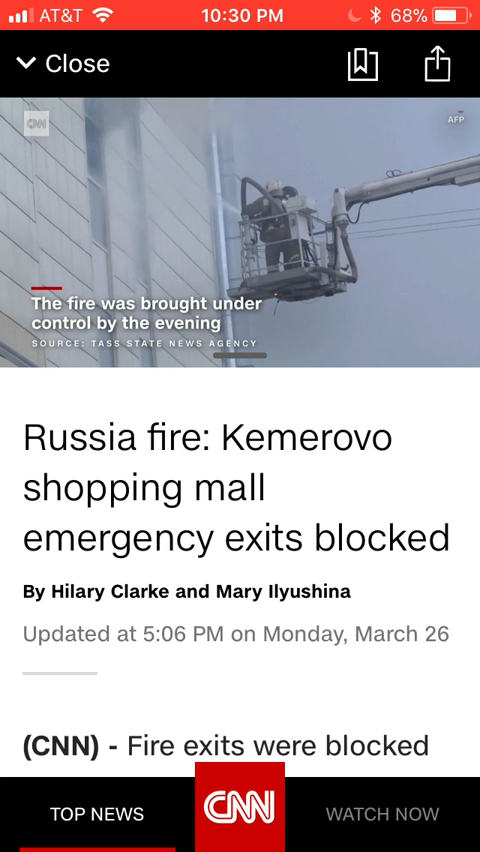 AT&T 10:30 PM 68%
Close
CNN
AFP
The fire was brought under
control by the evening
SOURCE: TASS STATE NEWS AGENCY
Russia fire: Kemerovo
shopping mall
emergency exits blocked
By Hilary Clarke and Mary Ilyushina
Updated at 5:06 PM on Monday, March 26
(CNN) - Fire exits were blocked
TOP NEWS CNN WATCH NOW